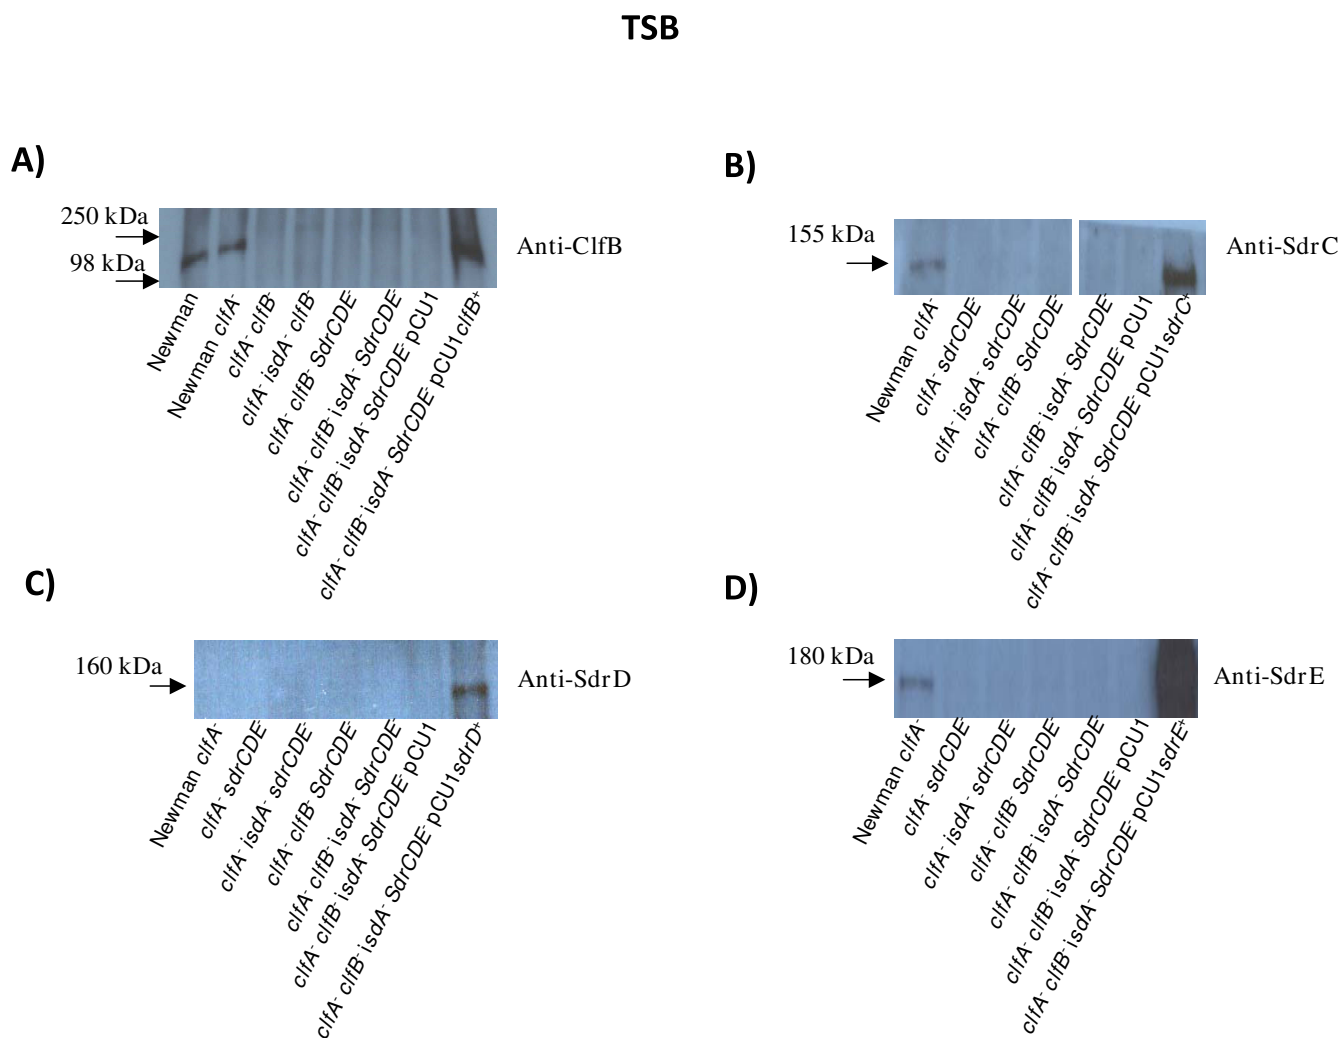 TSB
A)
250 kDa
98 kDa
Anti-ClfB
Newman
Newman clfA-
clfA- clfB-
clfA- isdA- clfB-
clfA- clfB- SdrCDE-
clfA- clfB- isdA- SdrCDE-
clfA- clfB- isdA- SdrCDE- pCU1
clfA- clfB- isdA- SdrCDE- pCU1clfB+
B)
155 kDa
Anti-SdrC
Newman clfA-
clfA- sdrCDE-
clfA- isdA- sdrCDE-
clfA- clfB- SdrCDE-
clfA- clfB- isdA- SdrCDE-
clfA- clfB- isdA- SdrCDE- pCU1
clfA- clfB- isdA- SdrCDE- pCU1sdrC+
C)
160 kDa
Anti-SdrD
Newman clfA-
clfA- sdrCDE-
clfA- isdA- sdrCDE-
clfA- clfB- SdrCDE-
clfA- clfB- isdA- SdrCDE-
clfA- clfB- isdA- SdrCDE- pCU1
clfA- clfB- isdA- SdrCDE- pCU1sdrD+
D)
180 kDa
Anti-SdrE
Newman clfA-
clfA- sdrCDE-
clfA- isdA- sdrCDE-
clfA- clfB- SdrCDE-
clfA- clfB- isdA- SdrCDE-
clfA- clfB- isdA- SdrCDE- pCU1
clfA- clfB- isdA- SdrCDE- pCU1sdrE+